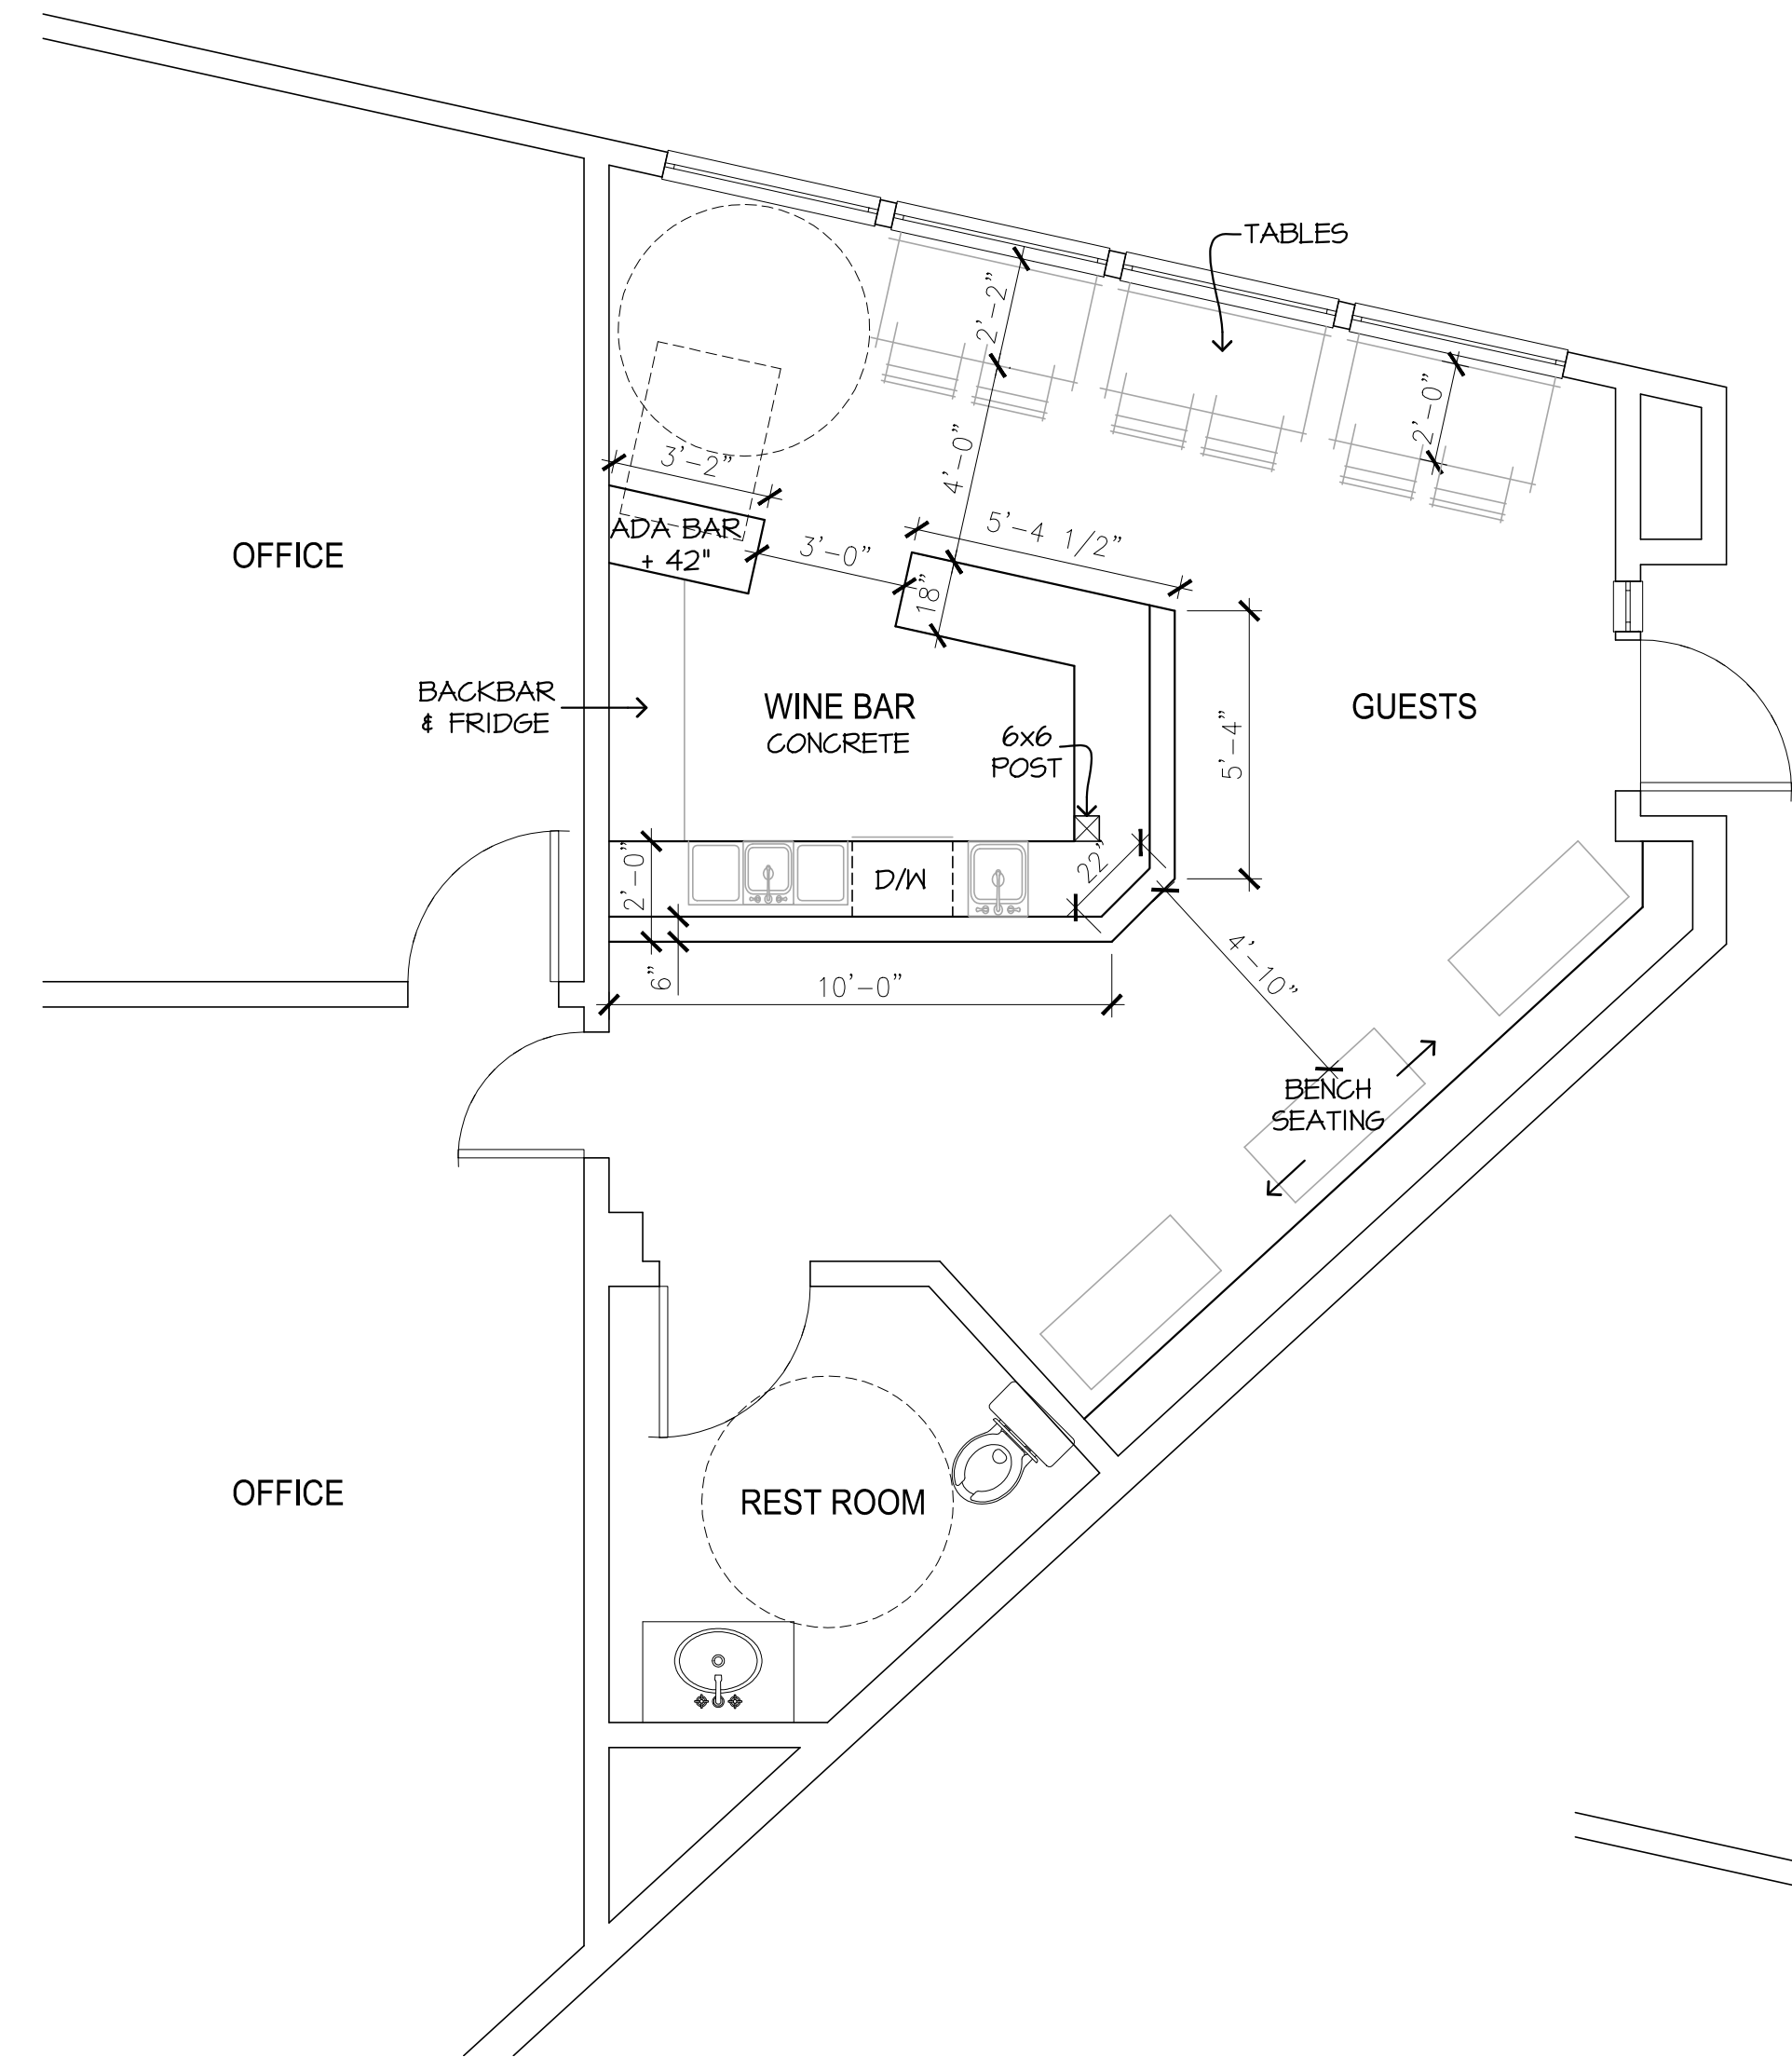 TABLES
2'-2"
2'-0"
4'-0"
3'-2"
5'-4 1/2"
ADA BAR
+ 42"
3'-0"
18"
OFFICE
BACKBAR
& FRIDGE
WINE BAR
CONCRETE
6x6
POST
GUESTS
5'-4"
22"
2'-0"
D/W
6"
10'-0"
4'-10"
BENCH
SEATING
OFFICE
REST ROOM